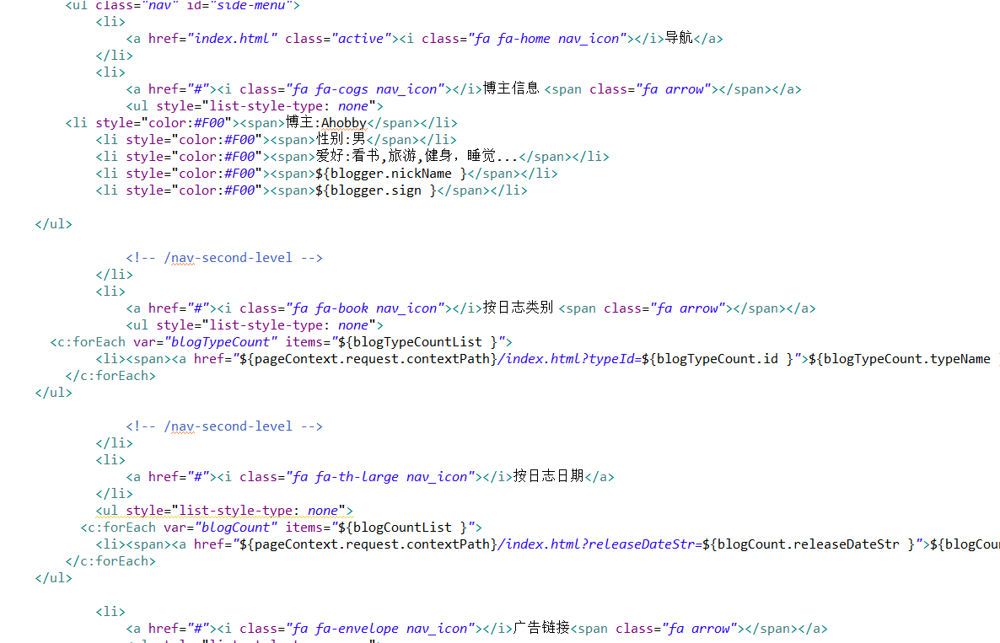 <ul class="nav" id="side-menu">
<li>
<a href="index.html" class="active"><i class="fa fa-home nav_icon"></i>导航</a>
</li>
<li>
<a href="#"><i class="fa fa-cogs nav_icon"></i>博主信息 <span class="fa arrow"></span></a>
<ul style="list-style-type: none">
<li style="color:#F00"><span>博主:Ahobby</span></li>
<li style="color:#F00"><span>性别:男</span></li>
<li style="color:#F00"><span>爱好:看书,旅游,健身，睡觉...</span></li>
<li style="color:#F00"><span>${blogger.nickName }</span></li>
<li style="color:#F00"><span>${blogger.sign }</span></li>
</ul>
<!-- /nav-second-level -->
</li>
<li>
<a href="#"><i class="fa fa-book nav_icon"></i>按日志类别 <span class="fa arrow"></span></a>
<ul style="list-style-type: none">
<c:forEach var="blogTypeCount" items="${blogTypeCountList }">
<li><span><a href="${pageContext.request.contextPath}/index.html?typeId=${blogTypeCount.id }">${blogTypeCount.typeName
</c:forEach>
</ul>
<!-- /nav-second-level -->
</li>
<li>
<a href="#"><i class="fa fa-th-large nav_icon"></i>按日志日期</a>
</li>
<ul style="list-style-type: none">
<c:forEach var="blogCount" items="${blogCountList }">
<li><span><a href="${pageContext.request.contextPath}/index.html?releaseDateStr=${blogCount.releaseDateStr }">${blogCou
</c:forEach>
</ul>
<li>
<a href="#"><i class="fa fa-envelope nav_icon"></i>广告链接<span class="fa arrow"></span></a>